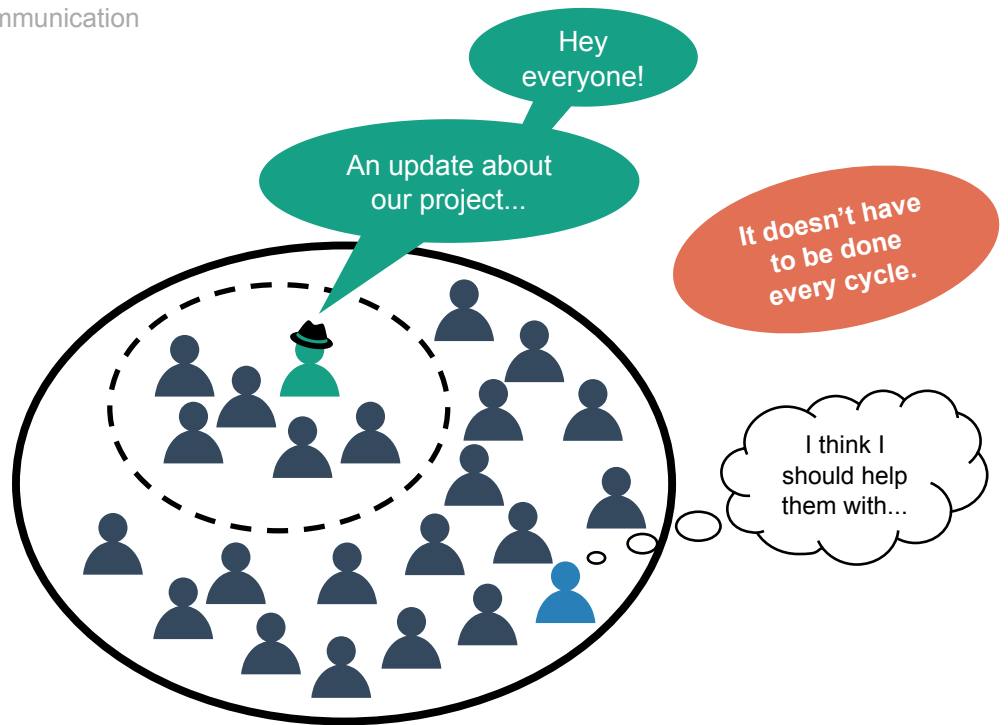 mmunication
Hey
everyone!
An update about
our project...
It doesn’t have
to be done
every cycle.
I think I
should help
them with...